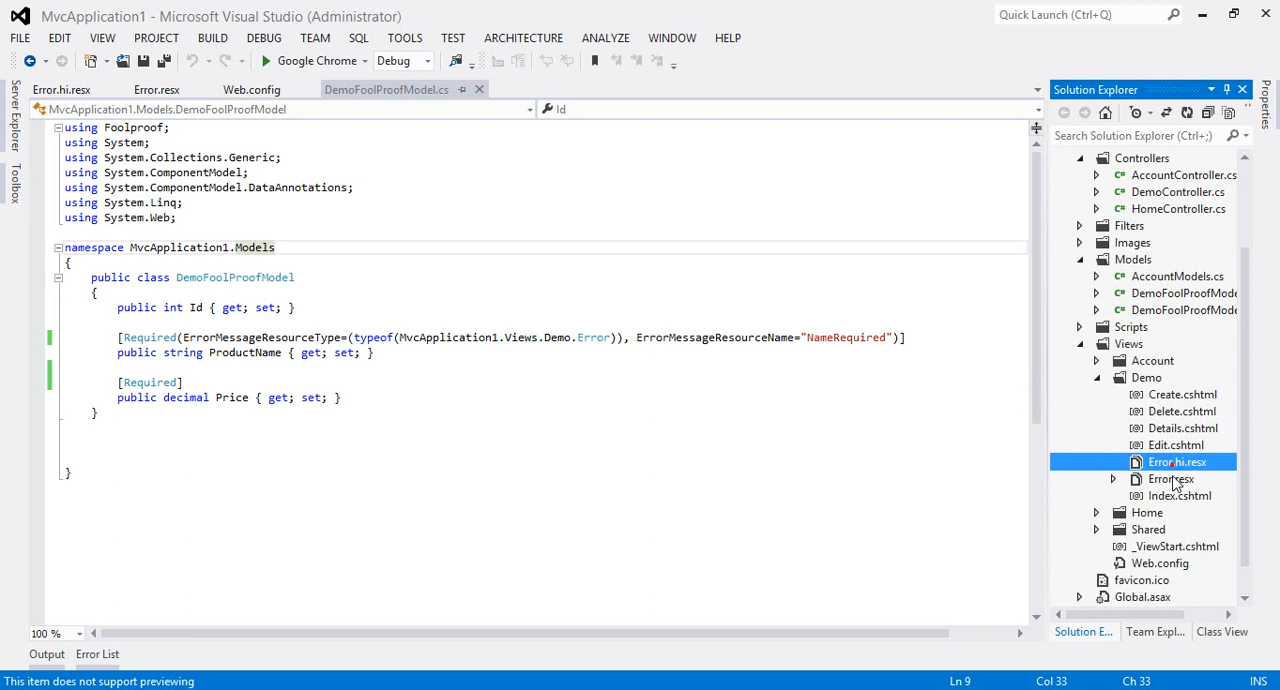 MvcApplication1 - Microsoft Visual Studio (Administrator)
Quick Launch (Ctrl+Q)
FILE EDIT VIEW PROJECT BUILD DEBUG TEAM SQL TOOLS TEST ARCHITECTURE ANALYZE WINDOW HELP
Google Chrome Debug
Server Explorer
Toolbox
Error.hi.resx Error.resx Web.config DemoFoolProofModel.cs
MvcApplication1.Models.DemoFoolProofModel Id
using Foolproof;
using System;
using System.Collections.Generic;
using System.ComponentModel;
using System.ComponentModel.DataAnnotations;
using System.Linq;
using System.Web;
namespace MvcApplication1.Models
{
public class DemoFoolProofModel
{
public int Id { get; set; }
[Required(ErrorMessageResourceType=(typeof(MvcApplication1.Views.Demo.Error)), ErrorMessageResourceName="NameRequired")]
public string ProductName { get; set; }
[Required]
public decimal Price { get; set; }
}
}
100 %
Solution Explorer
Search Solution Explorer (Ctrl+;)
Controllers
C# AccountController.cs
C# DemoController.cs
C# HomeController.cs
Filters
Images
Models
C# AccountModels.cs
C# DemoFoolProofMode
C# DemoFoolProofMode
Scripts
Views
Account
Demo
[@] Create.cshtml
[@] Delete.cshtml
[@] Details.cshtml
[@] Edit.cshtml
Error.hi.resx
Error.resx
[@] Index.cshtml
Home
Shared
[@] _ViewStart.cshtml
Web.config
favicon.ico
Global.asax
Solution E... Team Expl... Class View
Properties
Output Error List
This item does not support previewing Ln 9 Col 33 Ch 33 INS